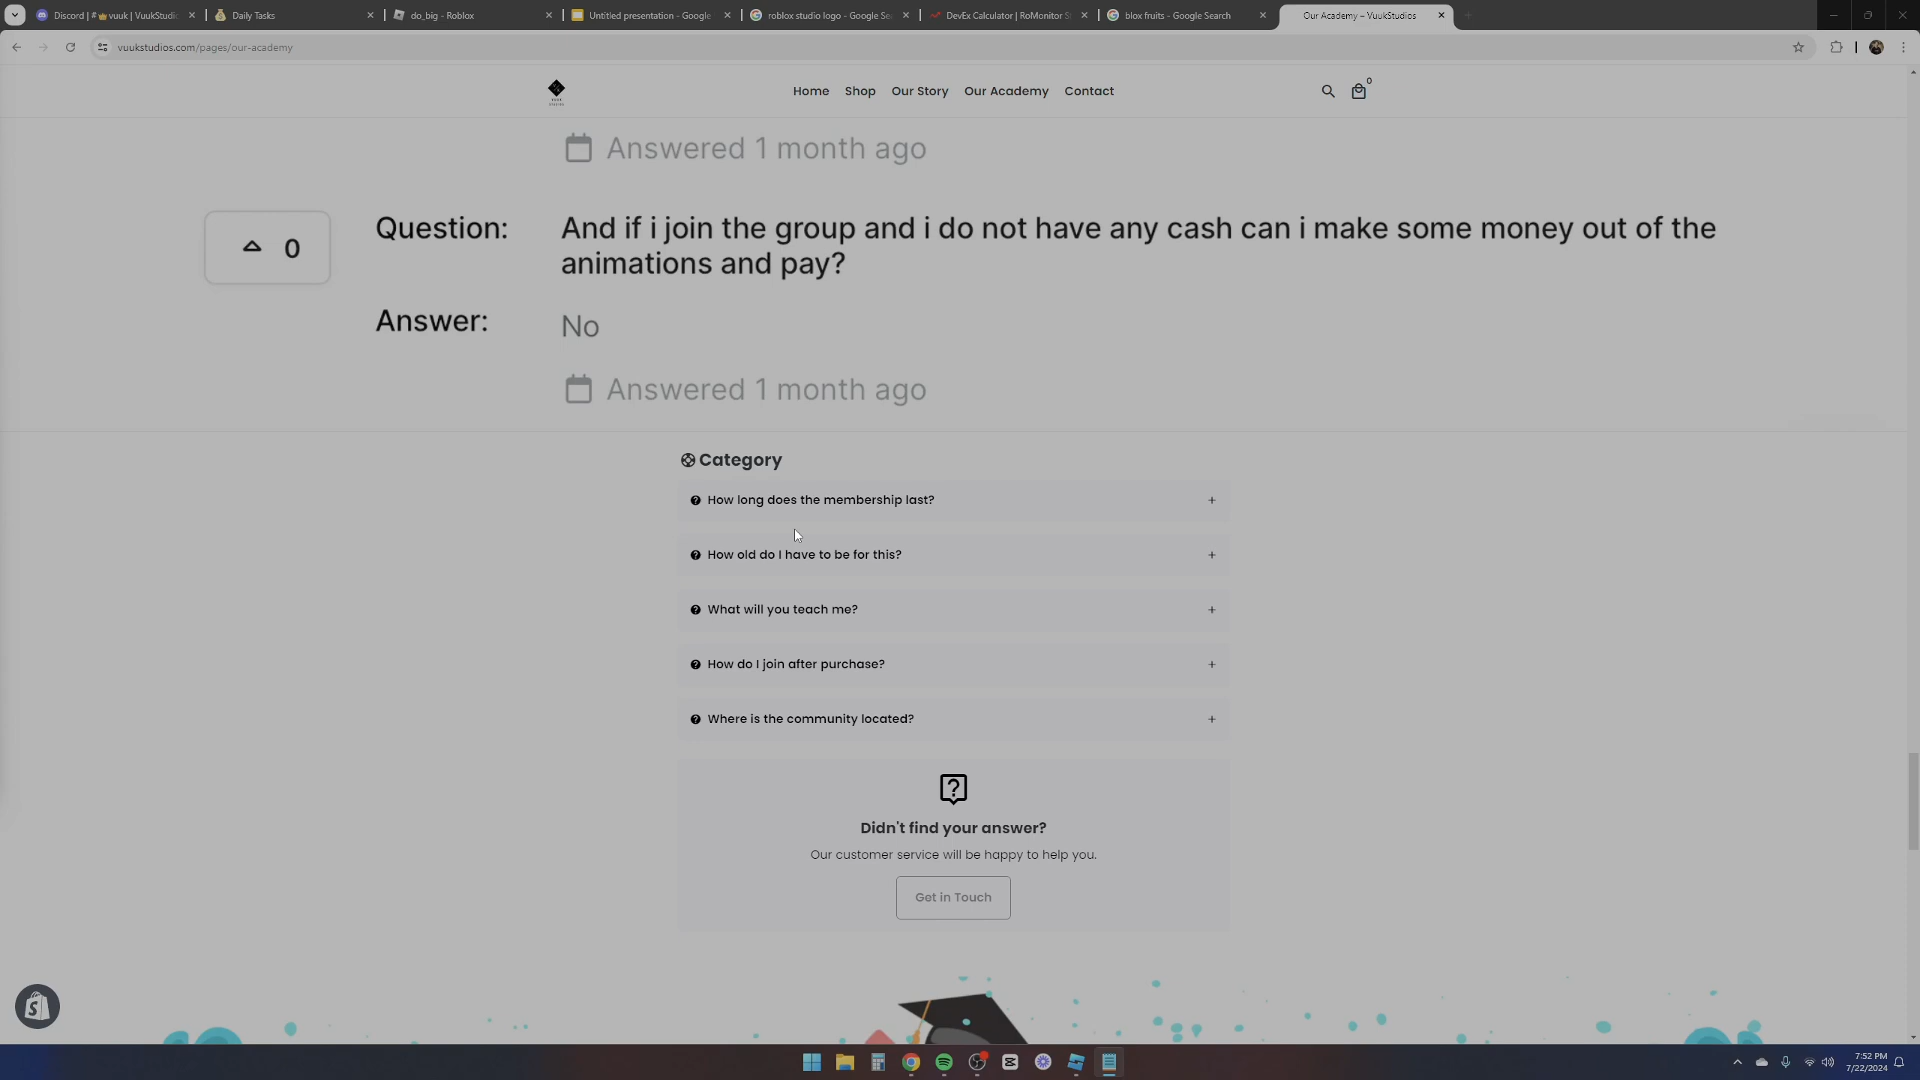 Discord | #👑vuuk | VuukStudio
Daily Tasks
do_big - Roblox
Untitled presentation - Google
roblox studio logo - Google Sea
DevEx Calculator | RoMonitor S
blox fruits - Google Search
Our Academy – VuukStudios
vuukstudios.com/pages/our-academy
Home
Shop
Our Story
Our Academy
Contact
0
Answered 1 month ago
0
Question:
And if i join the group and i do not have any cash can i make some money out of the
animations and pay?
Answer:
No
Answered 1 month ago
Category
How long does the membership last?
How old do I have to be for this?
What will you teach me?
How do I join after purchase?
Where is the community located?
Didn't find your answer?
Our customer service will be happy to help you.
Get in Touch
7:52 PM
7/22/2024